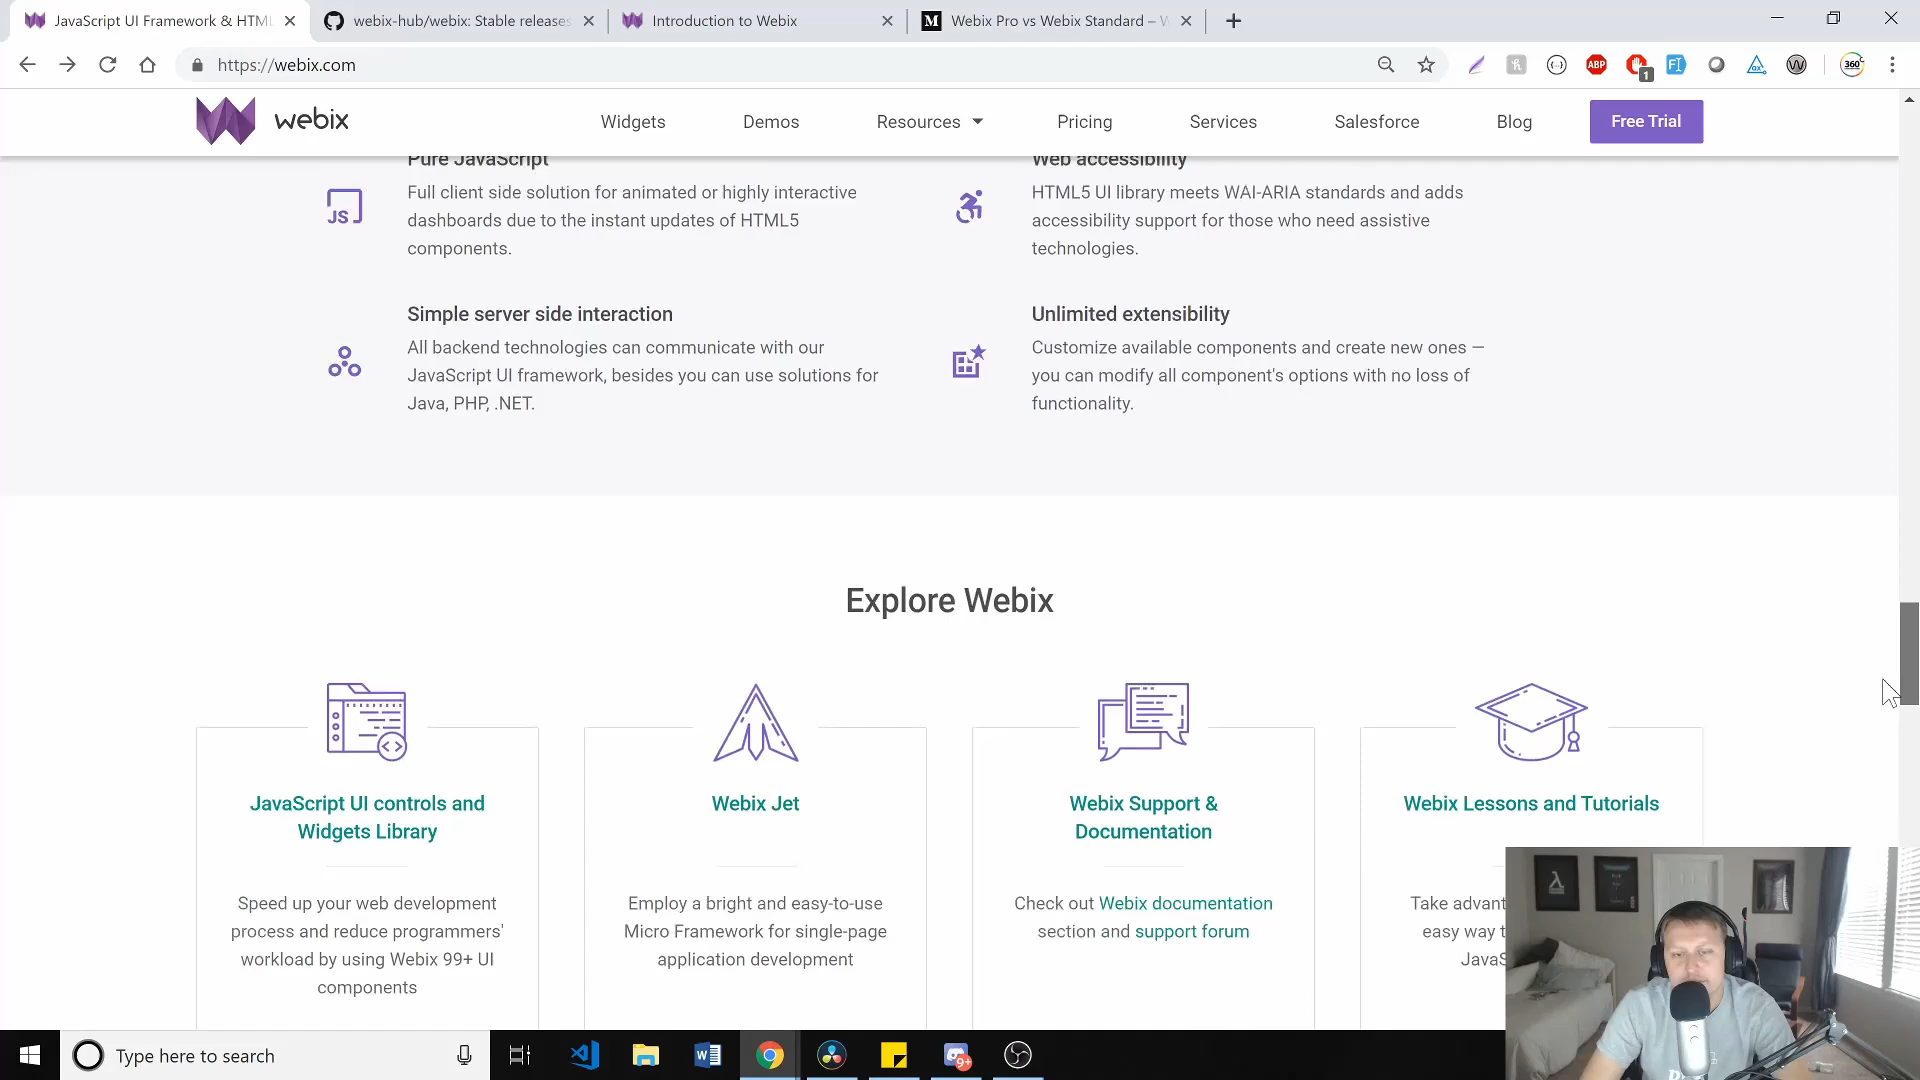 JavaScript UI Framework & HTML
webix-hub/webix: Stable releases
Introduction to Webix
M
Webix Pro vs Webix Standard – W
https://webix.com
ABP
1
360
webix
Widgets
Demos
Resources
Pricing
Services
Salesforce
Blog
Free Trial
Pure JavaScript
JS
Full client side solution for animated or highly interactive
dashboards due to the instant updates of HTML5
components.
Web accessibility
HTML5 UI library meets WAI-ARIA standards and adds
accessibility support for those who need assistive
technologies.
Simple server side interaction
All backend technologies can communicate with our
JavaScript UI framework, besides you can use solutions for
Java, PHP, .NET.
Unlimited extensibility
Customize available components and create new ones —
you can modify all component's options with no loss of
functionality.
Explore Webix
JavaScript UI controls and
Widgets Library
Speed up your web development
process and reduce programmers'
workload by using Webix 99+ UI
components
Webix Jet
Employ a bright and easy-to-use
Micro Framework for single-page
application development
Webix Support &
Documentation
Check out Webix documentation
section and support forum
Webix Lessons and Tutorials
Take advant
easy way t
JavaS
Type here to search
9+